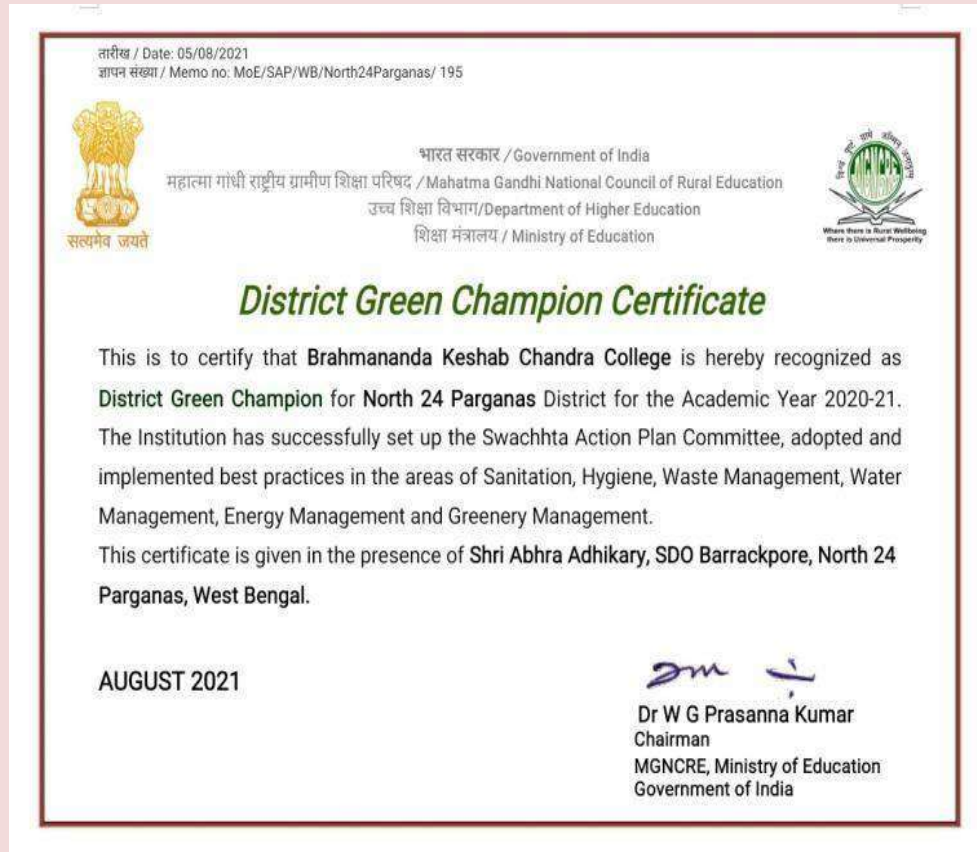 तारीख / Date: 05/08/2021
ज्ञापन संख्या / Memo no: MoE/SAP/WB/North24Parganas/ 195
सत्यमेव जयते
भारत सरकार /Government of India
महात्मा गांधी राष्ट्रीय ग्रामीण शिक्षा परिषद /Mahatma Gandhi National Council of Rural Education
उच्च शिक्षा विभाग/Department of Higher Education
शिक्षा मंत्रालय / Ministry of Education
MGNCRE
Where there is Rural Wellbeing
there is Universal Prosperity
District Green Champion Certificate
This is to certify that Brahmananda Keshab Chandra College is hereby recognized as
District Green Champion for North 24 Parganas District for the Academic Year 2020-21.
The Institution has successfully set up the Swachhta Action Plan Committee, adopted and
implemented best practices in the areas of Sanitation, Hygiene, Waste Management, Water
Management, Energy Management and Greenery Management.
This certificate is given in the presence of Shri Abhra Adhikary, SDO Barrackpore, North 24
Parganas, West Bengal.
AUGUST 2021
Dr W G Prasanna Kumar
Chairman
MGNCRE, Ministry of Education
Government of India